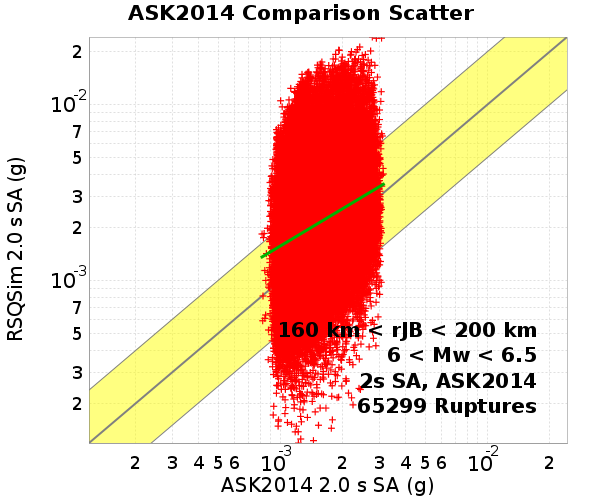 ASK2014 Comparison Scatter
RSQSim 2.0 s SA (g)
2
10-2
7
5
3
2
10-3
7
5
3
2
160 km < rJB < 200 km
6 < Mw < 6.5
2s SA, ASK2014
65299 Ruptures
2 3 4 5 6 10-3 2 3 4 5 6 10-2 2
ASK2014 2.0 s SA (g)